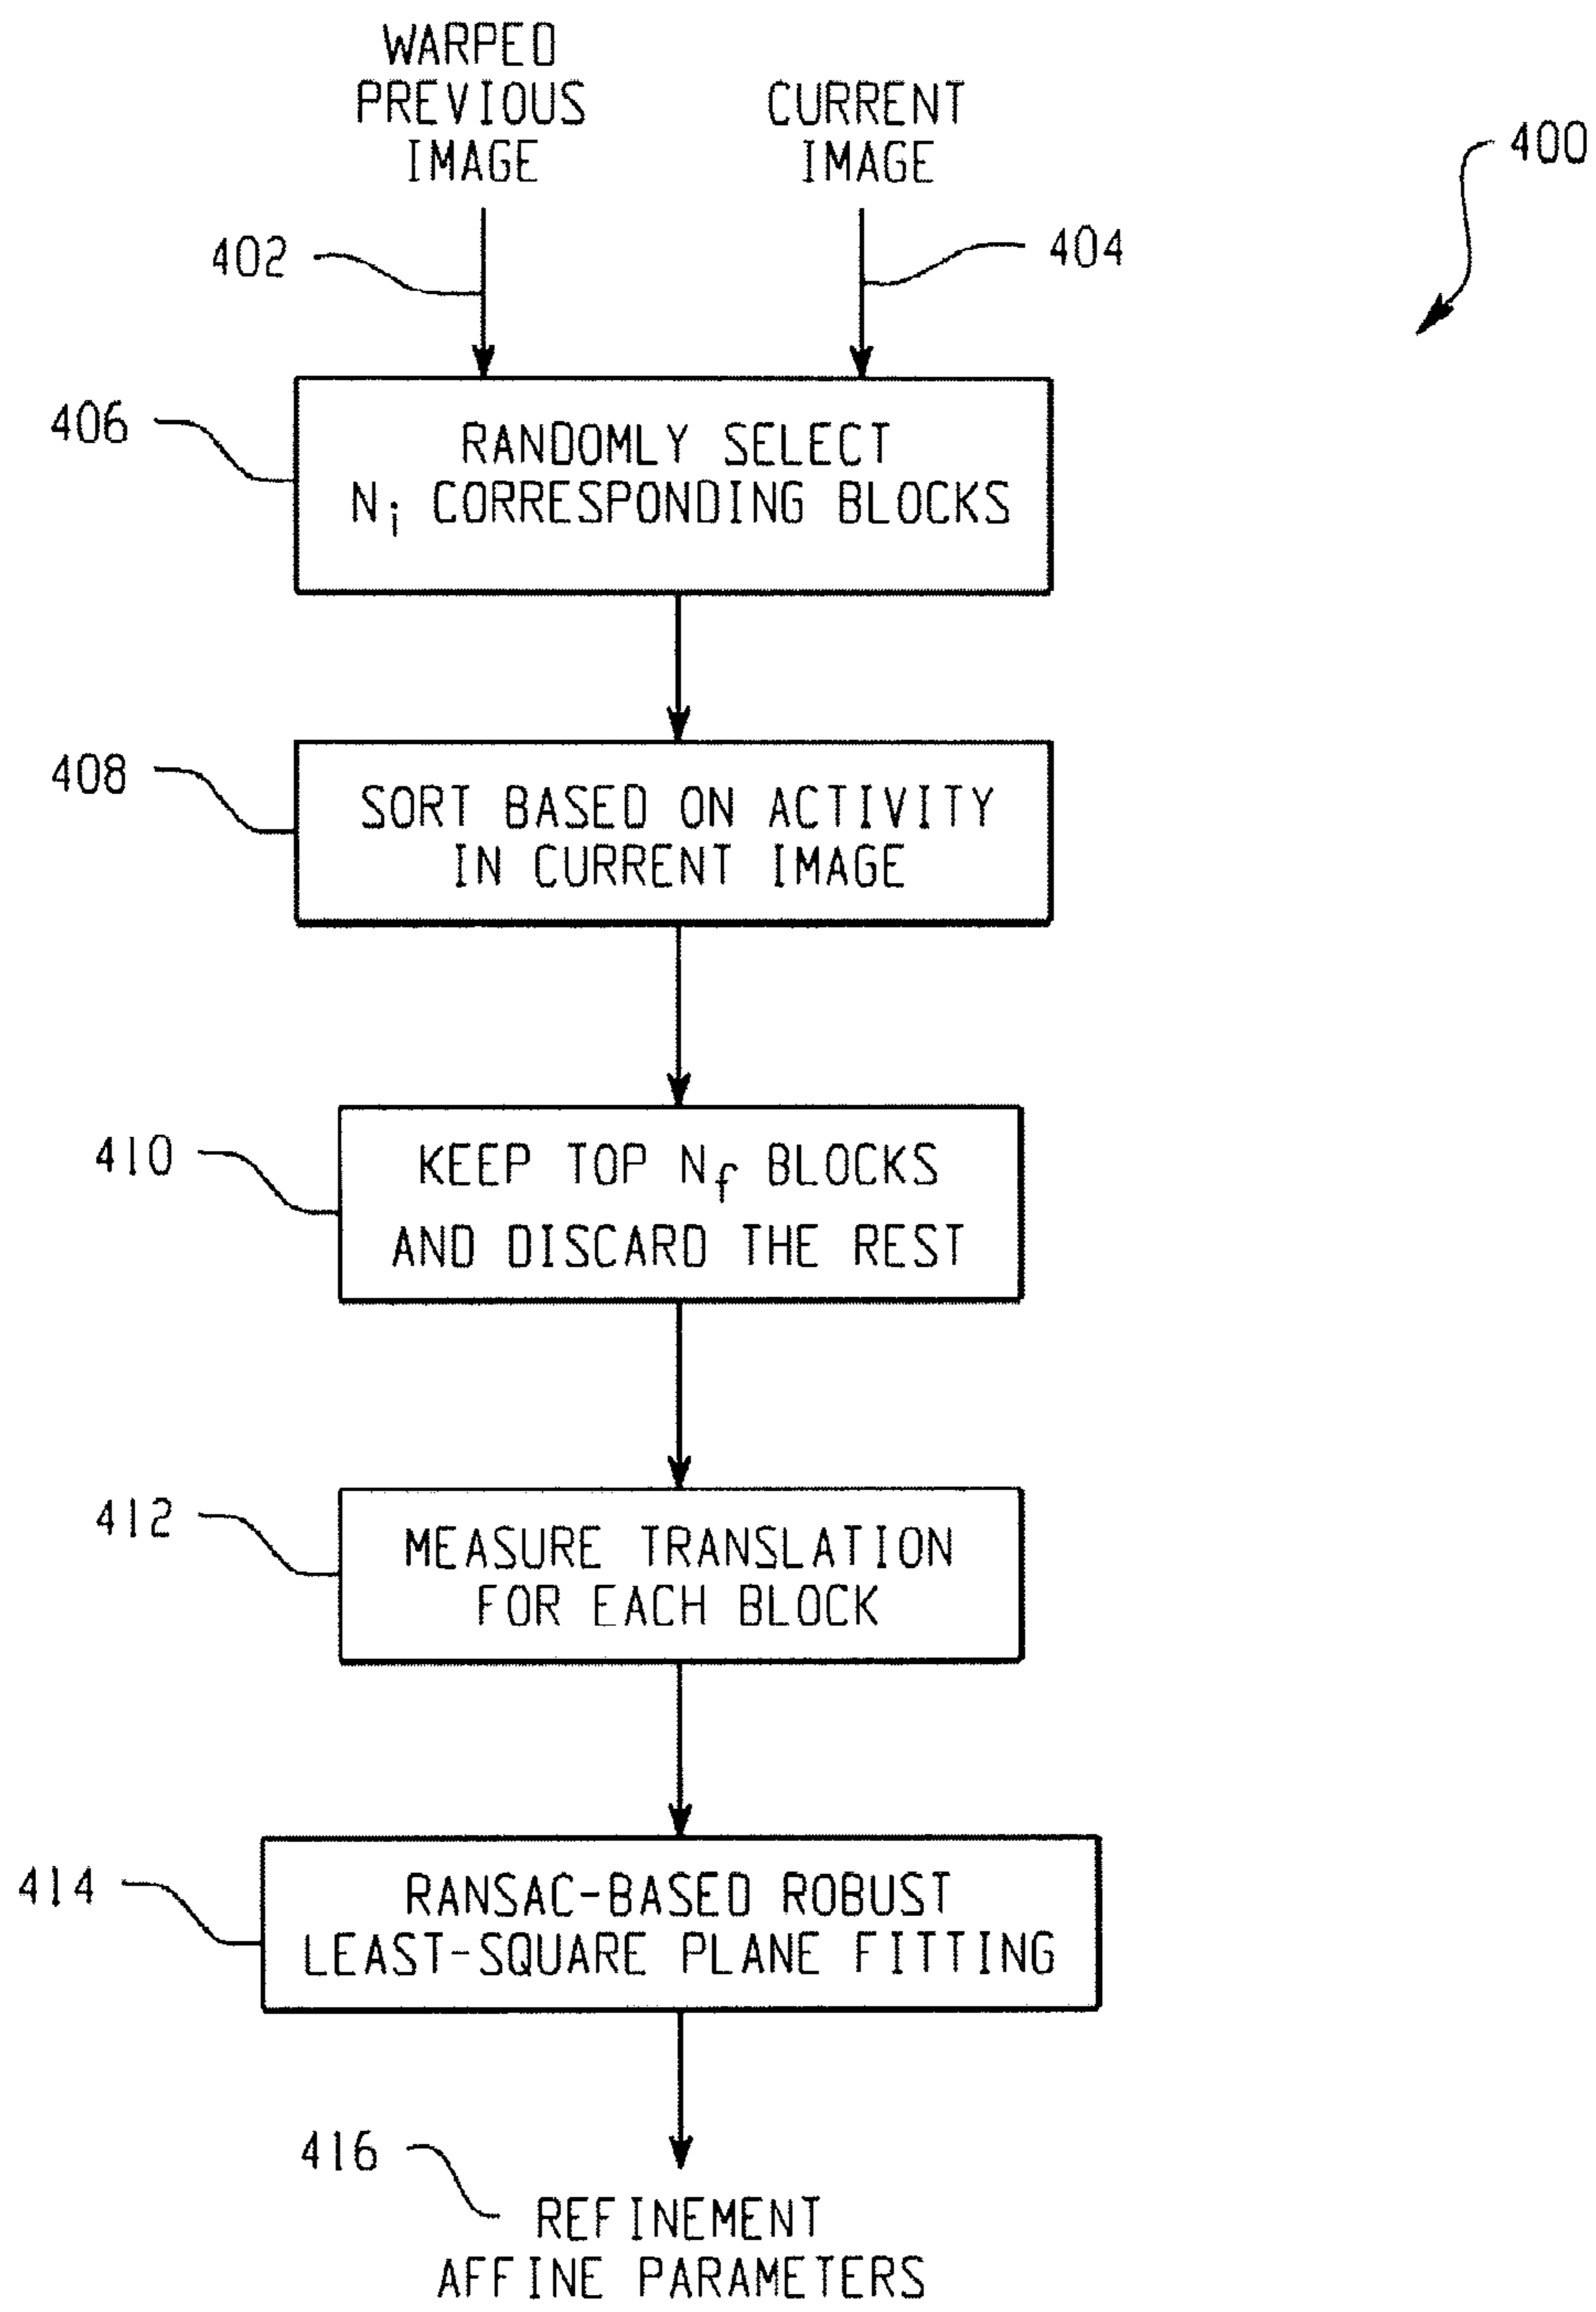 WARPED
PREVIOUS
IMAGE
CURRENT
IMAGE
400
402
404
406
RANDOMLY SELECT
Ni CORRESPONDING BLOCKS
408
SORT BASED ON ACTIVITY
IN CURRENT IMAGE
410
KEEP TOP Nf BLOCKS
AND DISCARD THE REST
412
MEASURE TRANSLATION
FOR EACH BLOCK
414
RANSAC-BASED ROBUST
LEAST-SQUARE PLANE FITTING
416
REFINEMENT
AFFINE PARAMETERS